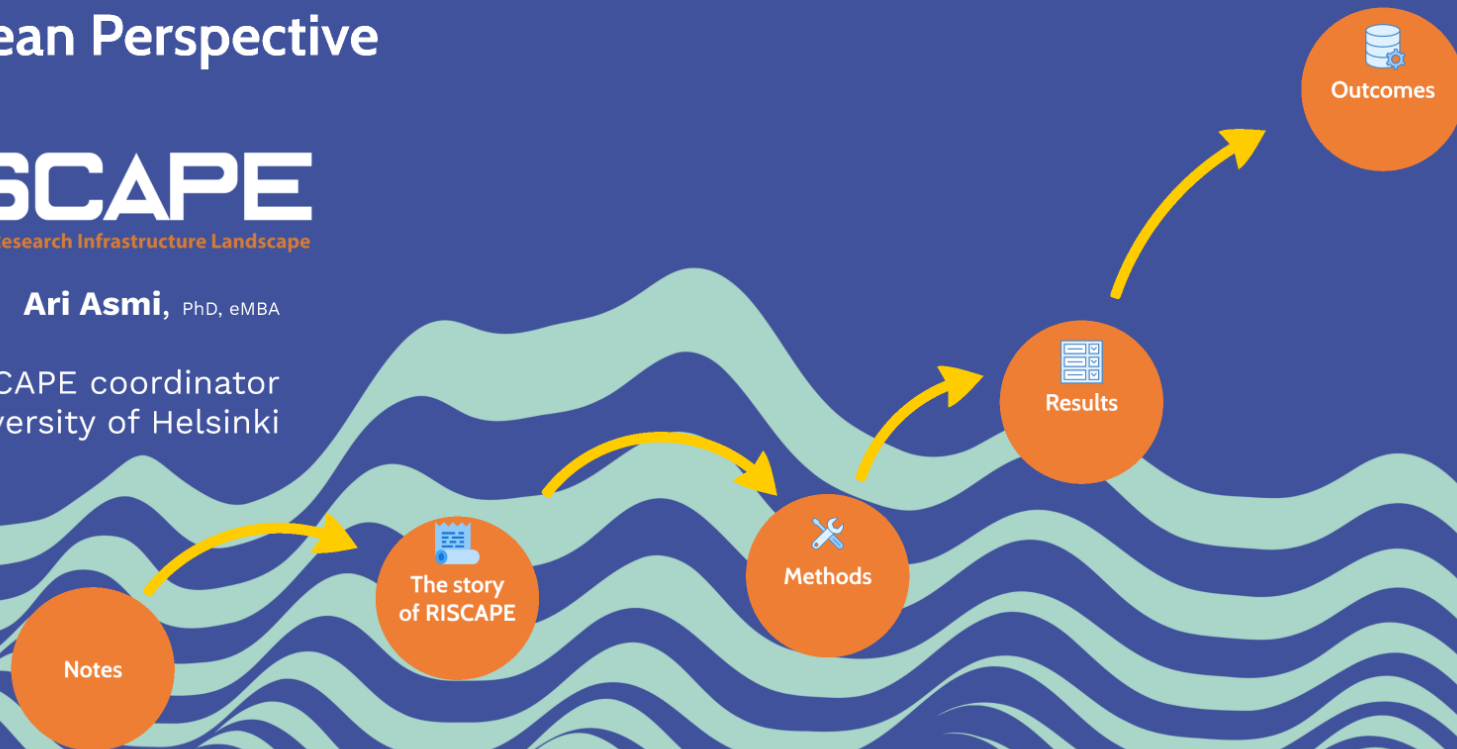 ean Perspective
SCAPE
Research Infrastructure Landscape
Ari Asmi, PhD, eMBA
CAPE coordinator
versity of Helsinki
Notes
The story
of RISCAPE
Methods
Results
Outcomes